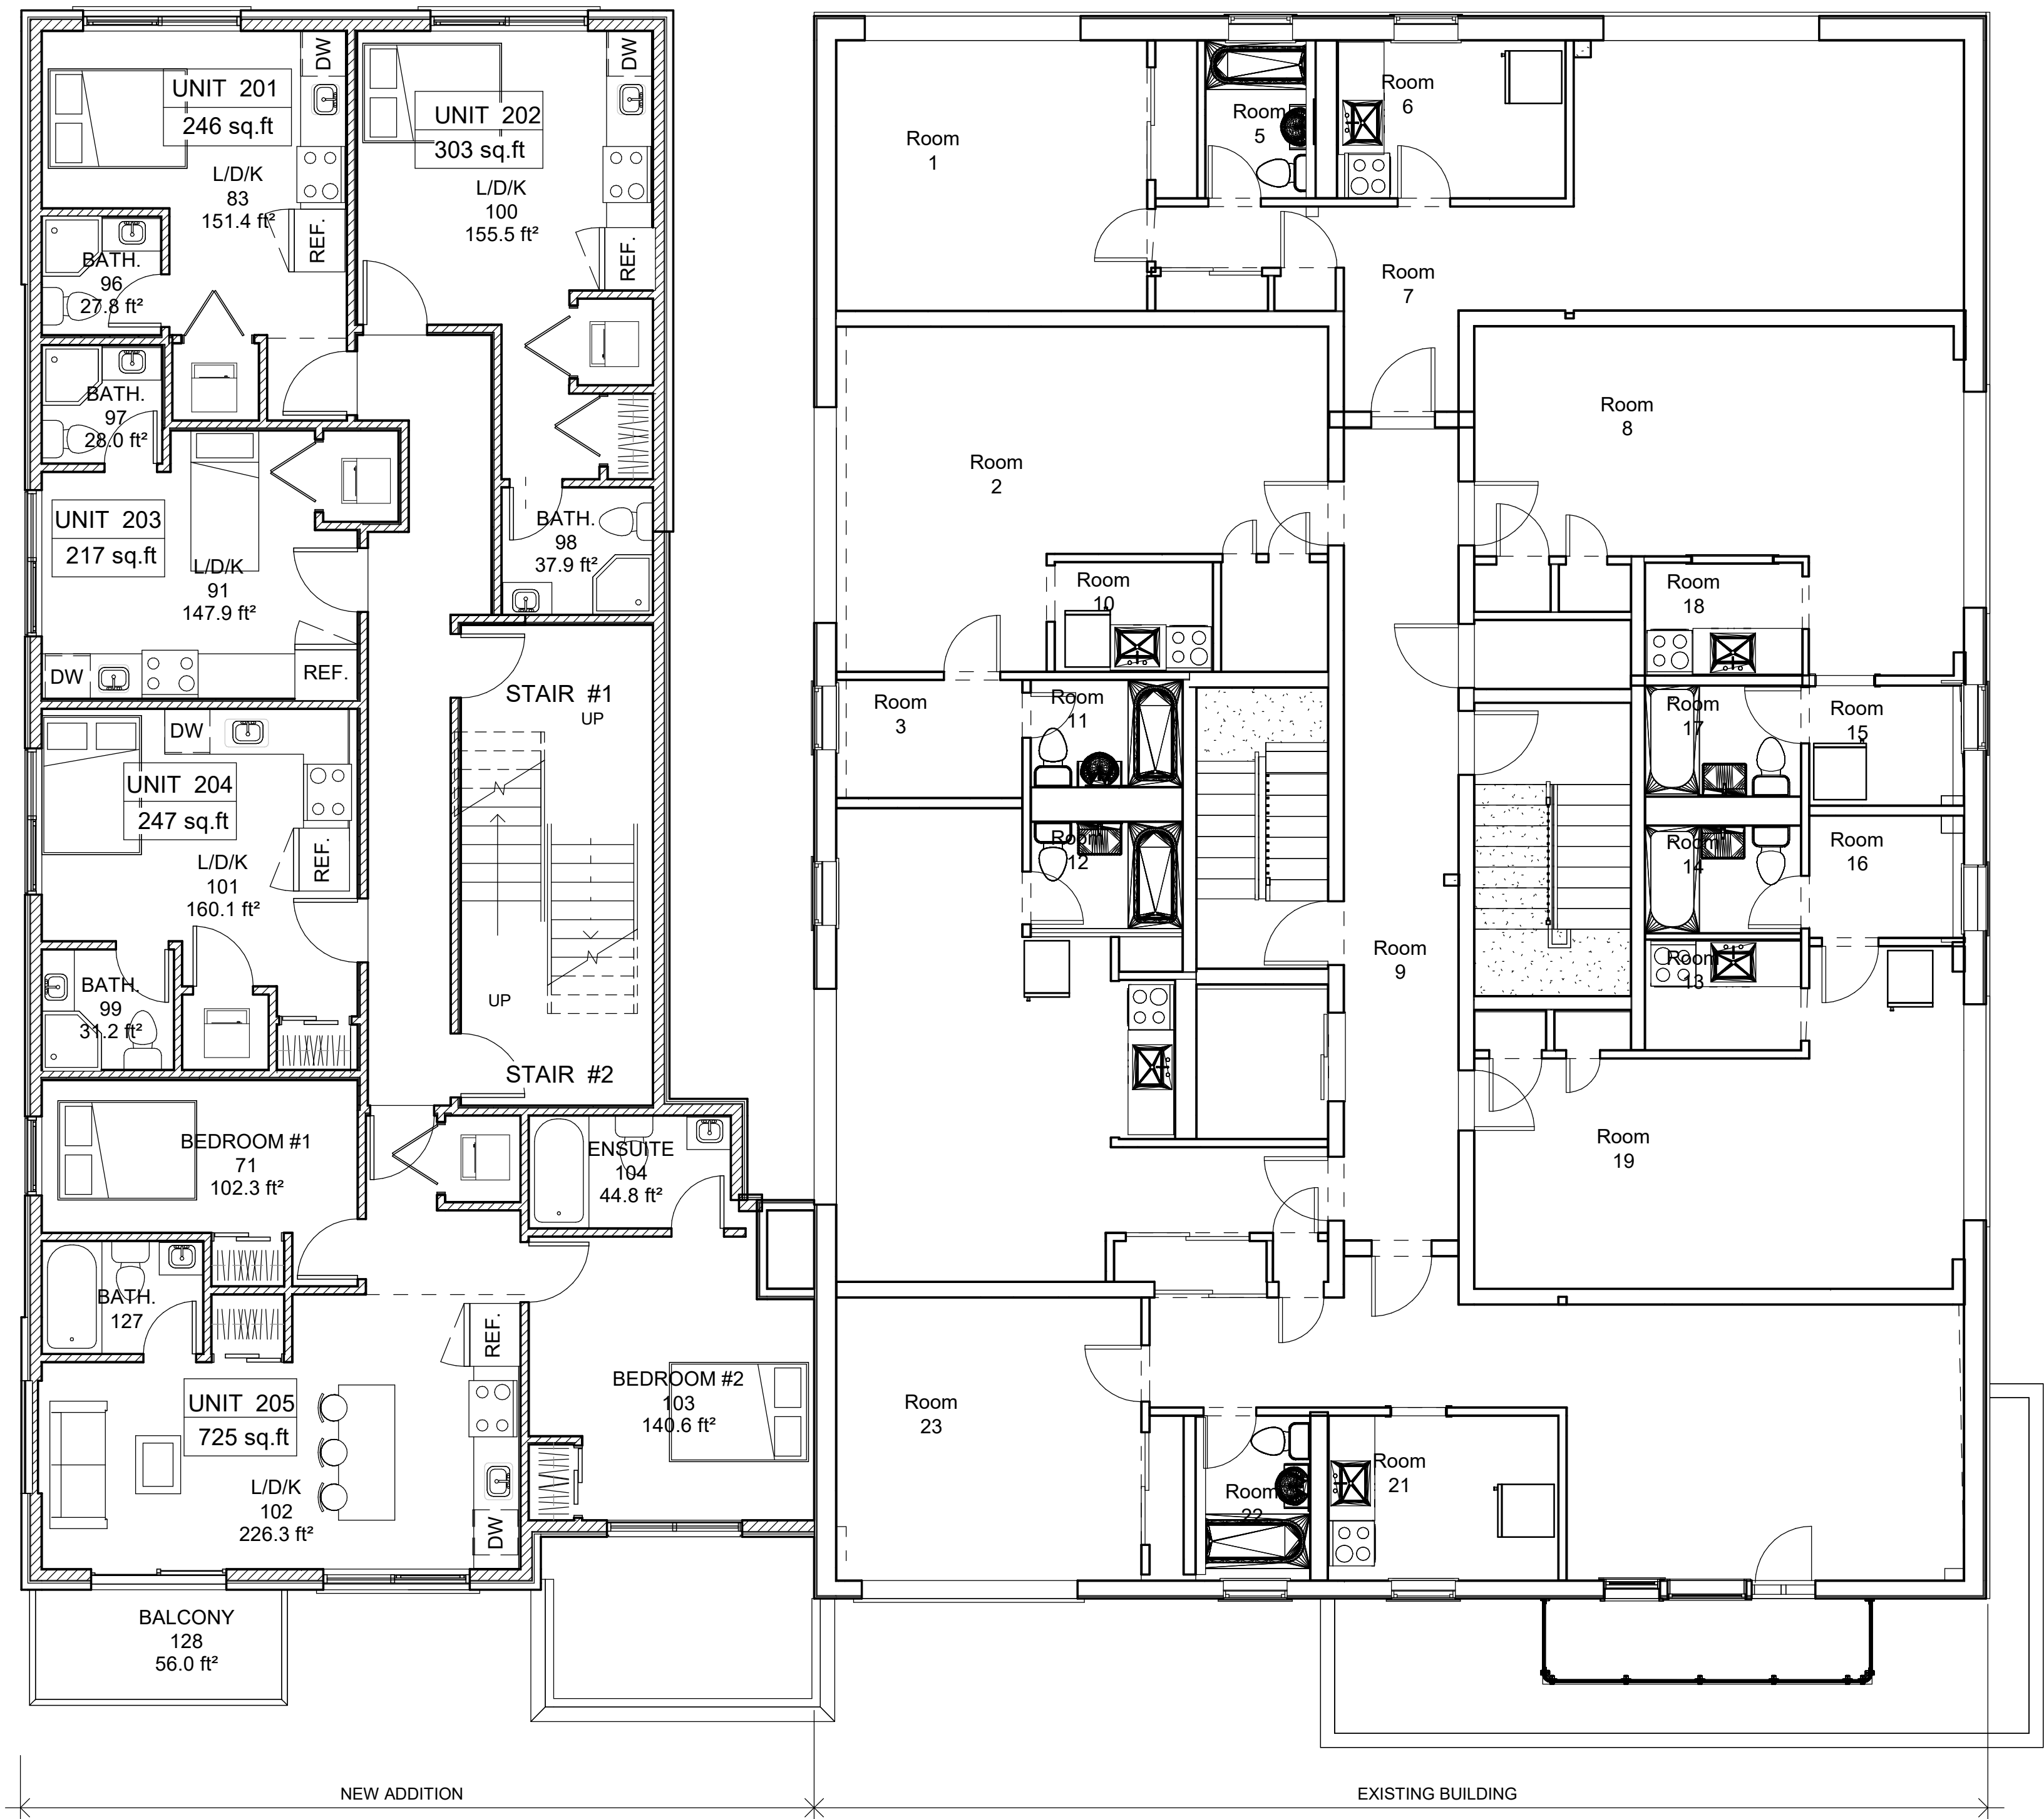 DW
UNIT 201
246 sq.ft
L/D/K
83
151.4 ft²
REF.
BATH.
96
27.8 ft²
DW
UNIT 202
303 sq.ft
L/D/K
100
155.5 ft²
REF.
BATH.
97
28.0 ft²
UNIT 203
217 sq.ft
L/D/K
91
147.9 ft²
DW
REF.
BATH.
98
37.9 ft²
STAIR #1
UP
DW
UNIT 204
247 sq.ft
L/D/K
101
160.1 ft²
REF.
BATH.
99
31.2 ft²
UP
STAIR #2
BEDROOM #1
71
102.3 ft²
ENSUITE
104
44.8 ft²
BATH.
127
REF.
UNIT 205
725 sq.ft
L/D/K
102
226.3 ft²
DW
BEDROOM #2
103
140.6 ft²
BALCONY
128
56.0 ft²
Room
1
Room
5
Room
6
Room
7
Room
2
Room
8
Room
10
Room
18
Room
3
Room
11
Room
17
Room
15
Room
12
Room
14
Room
16
Room
9
Room
13
Room
19
Room
23
Room
22
Room
21
NEW ADDITION
EXISTING BUILDING